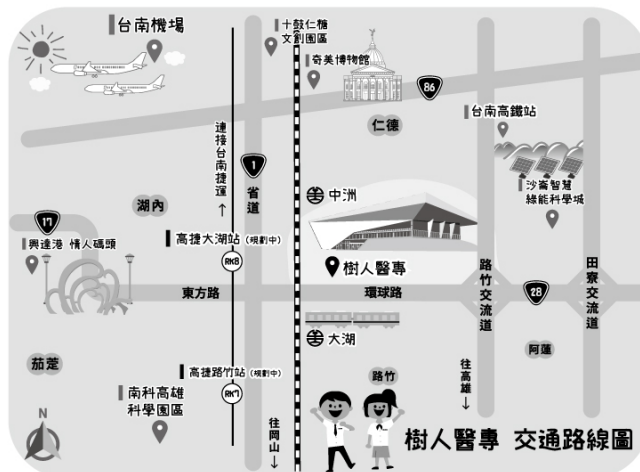 台南機場
十鼓仁糖
文創園區
奇美博物館
86
仁德
台南高鐵站
連接台南捷運
1
省道
沙崙智慧
綠能科學城
湖內
中洲
17
興達港 情人碼頭
高捷大湖站 (規劃中)
RK8
樹人醫專
東方路
環球路
路竹交流道
28
田寮交流道
大湖
阿蓮
茄萣
高捷路竹站 (規劃中)
RK7
路竹
往高雄
南科高雄
科學園區
往岡山
N
樹人醫專 交通路線圖